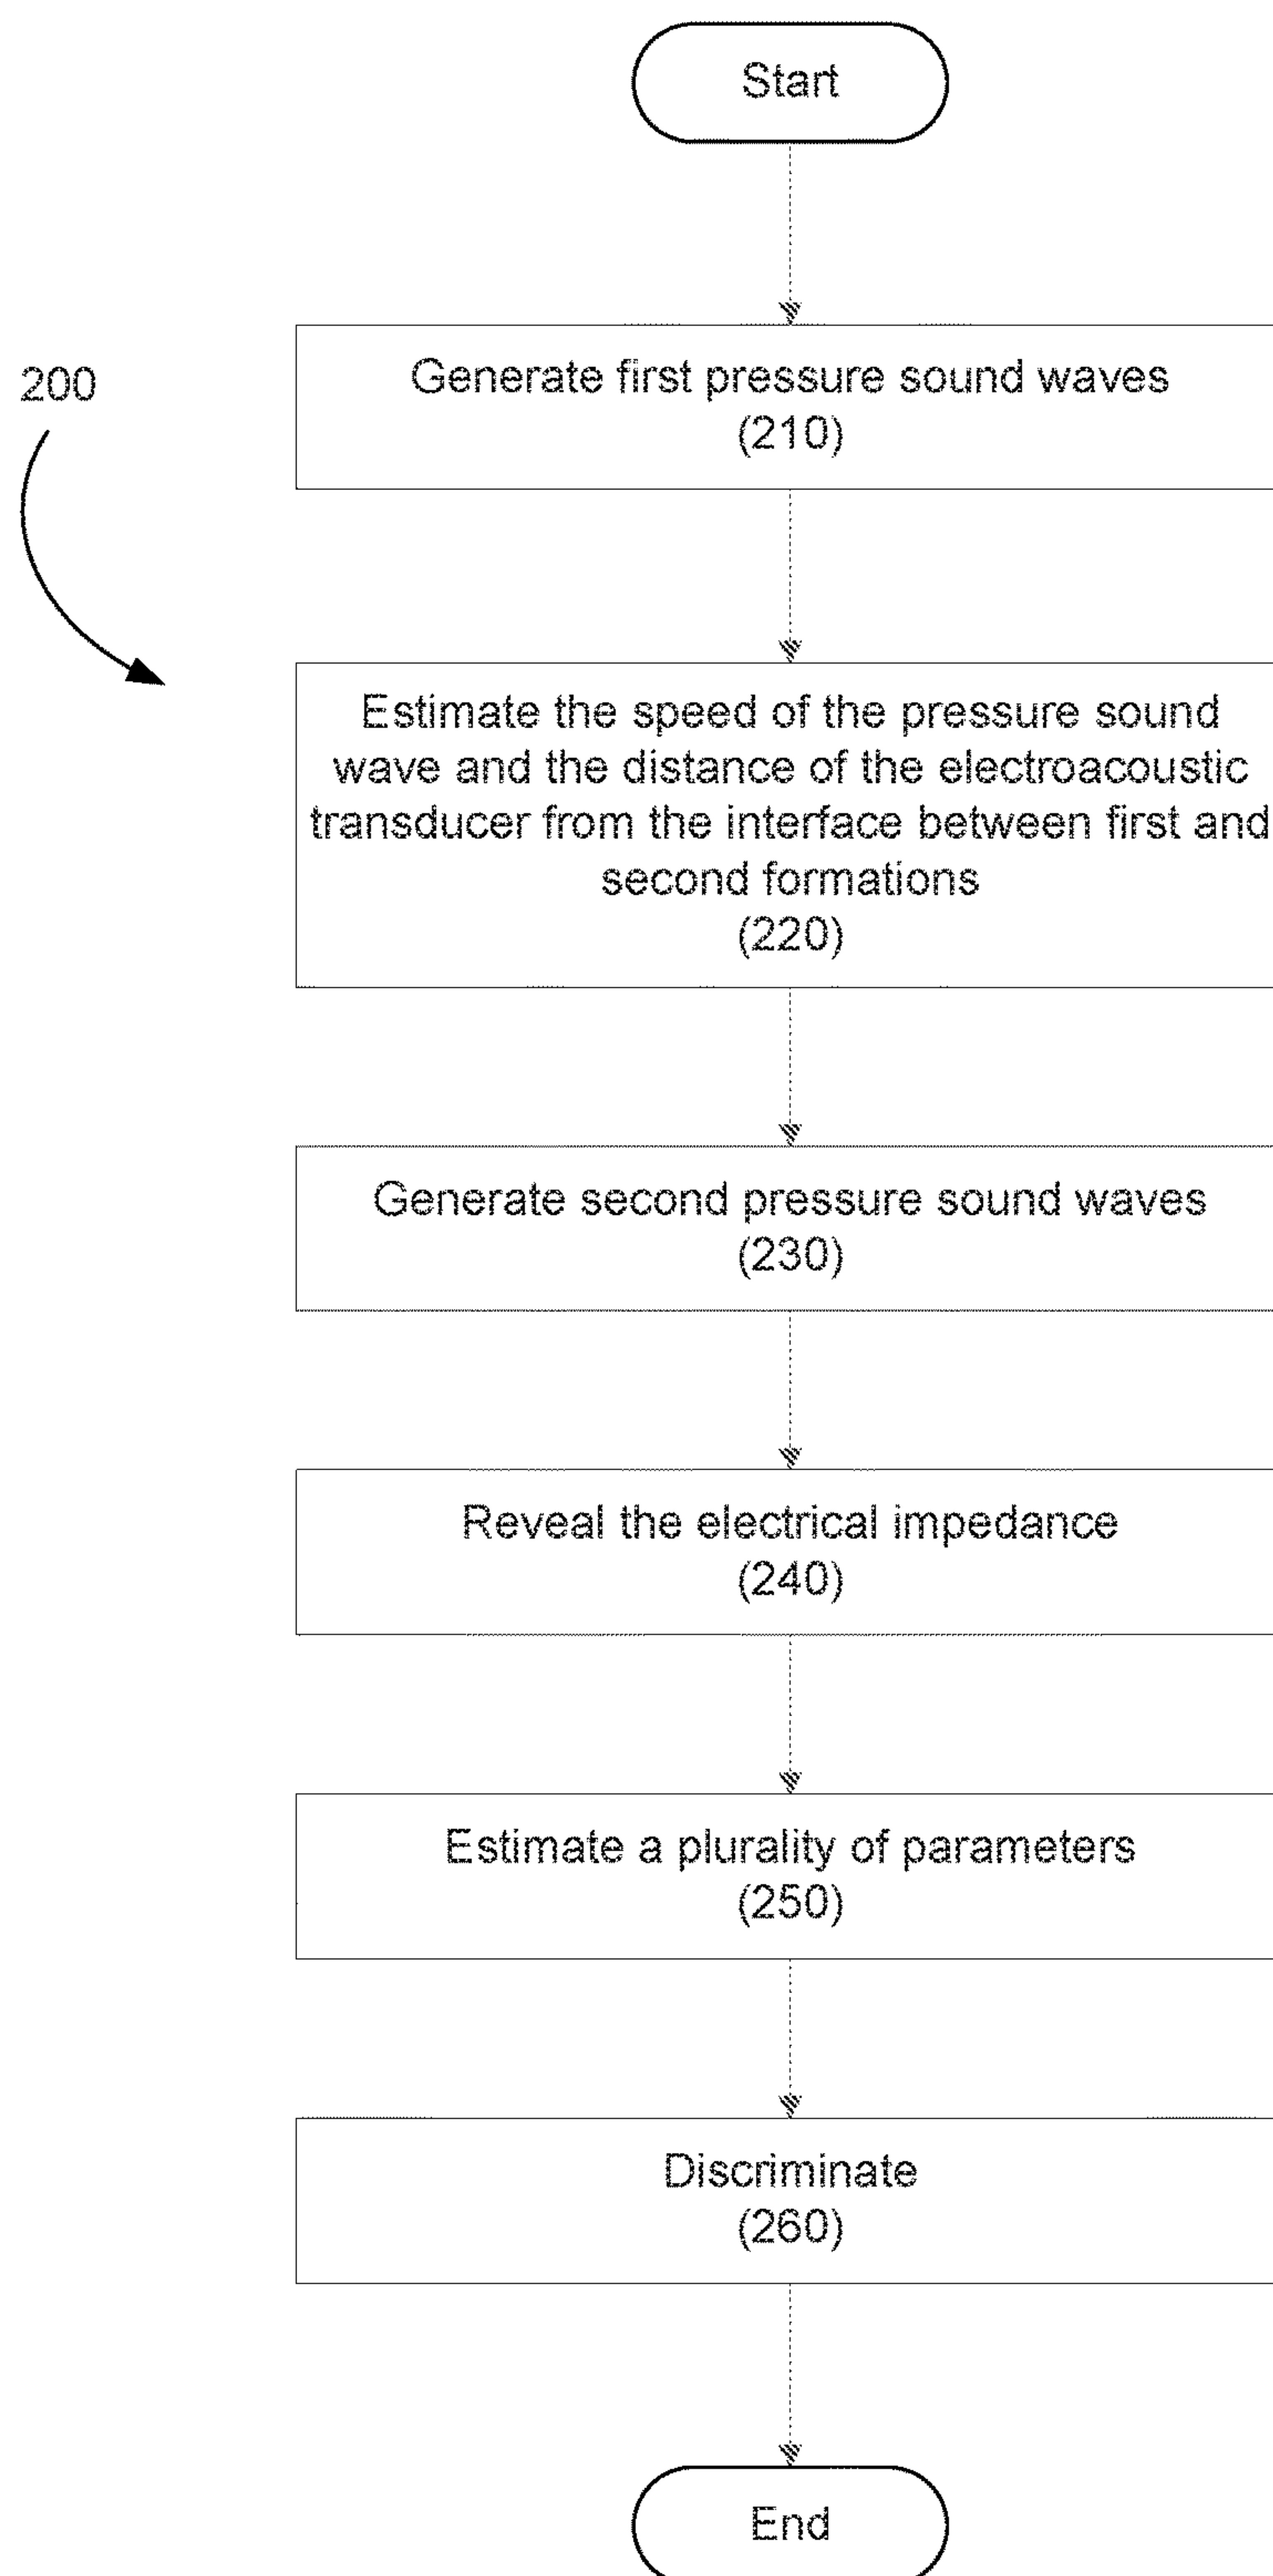 Start
200
Generate first pressure sound waves
(210)
Estimate the speed of the pressure sound
wave and the distance of the electroacoustic
transducer from the interface between first and
second formations
(220)
Generate second pressure sound waves
(230)
Reveal the electrical impedance
(240)
Estimate a plurality of parameters
(250)
Discriminate
(260)
End